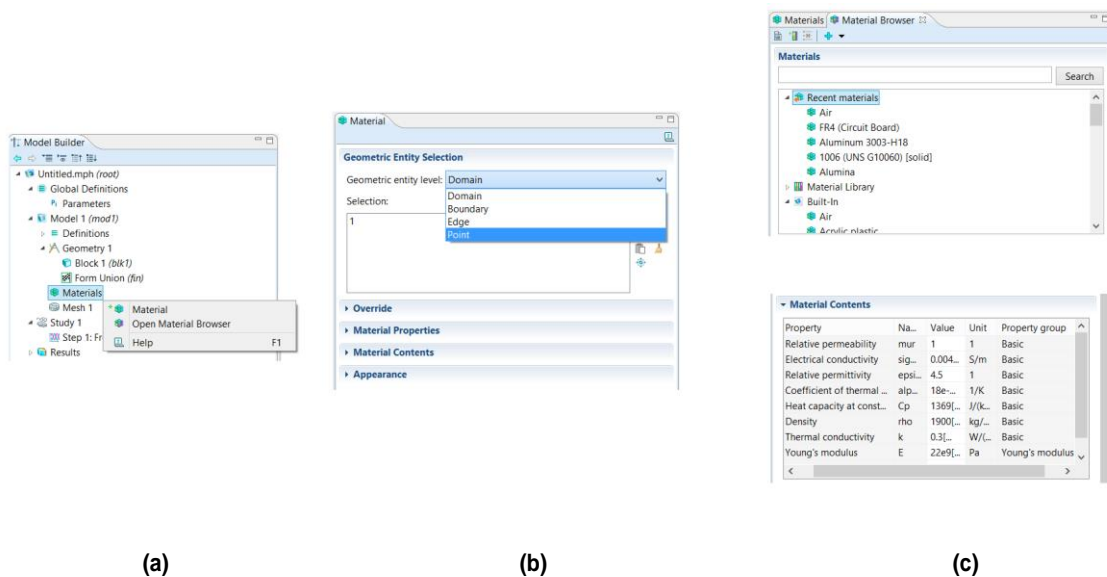 Model Builder
Untitled.mph (root)
Global Definitions
Pi Parameters
Model 1 (mod1)
Definitions
Geometry 1
Block 1 (blk1)
Form Union (fin)
Materials
Mesh 1
Study 1
Step 1: Fr
Results
Material
Open Material Browser
Help F1
(a)
Material
Geometric Entity Selection
Geometric entity level: Domain
Domain
Boundary
Edge
Point
Selection:
1
Override
Material Properties
Material Contents
Appearance
(b)
Materials Material Browser
Materials
Search
Recent materials
Air
FR4 (Circuit Board)
Aluminum 3003-H18
1006 (UNS G10060) [solid]
Alumina
Material Library
Built-In
Air
Acrylic plastic
Material Contents
Property Na... Value Unit Property group
Relative permeability mur 1 1 Basic
Electrical conductivity sig... 0.004... S/m Basic
Relative permittivity epsi... 4.5 1 Basic
Coefficient of thermal ... alp... 18e-... 1/K Basic
Heat capacity at const... Cp 1369[... J/(k... Basic
Density rho 1900[... kg/... Basic
Thermal conductivity k 0.3[... W/(... Basic
Young's modulus E 22e9[... Pa Young's modulus
(c)